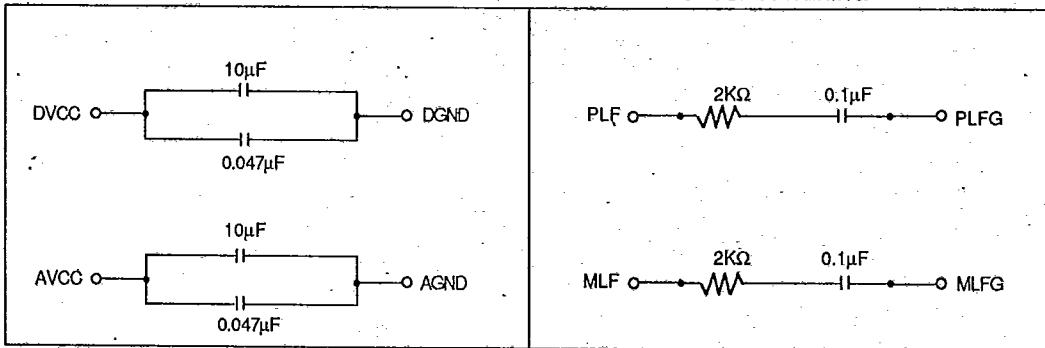 10µF
DVCC
DGND
0.047µF
10µF
AVCC
AGND
0.047µF
2KΩ
0.1µF
PLF
PLFG
2KΩ
0.1µF
MLF
MLFG